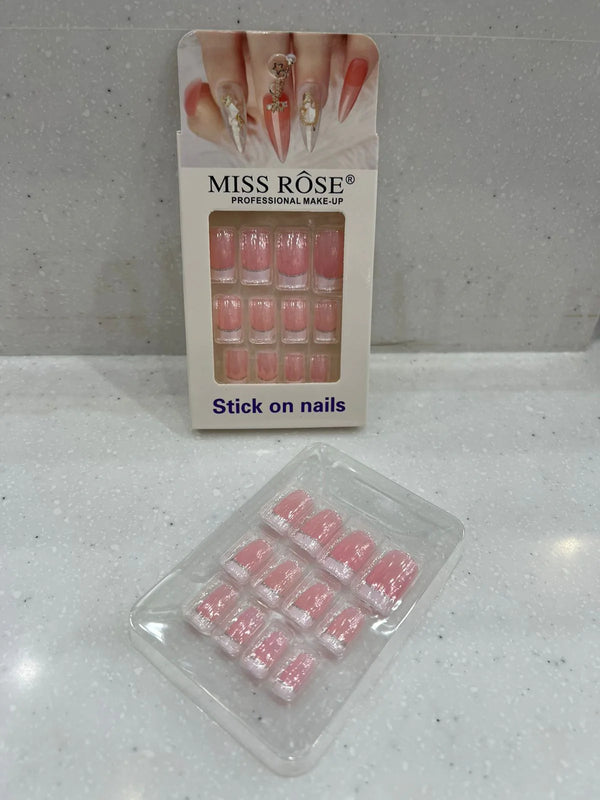 MISS RÔSE®
PROFESSIONAL MAKE-UP
Stick on nails